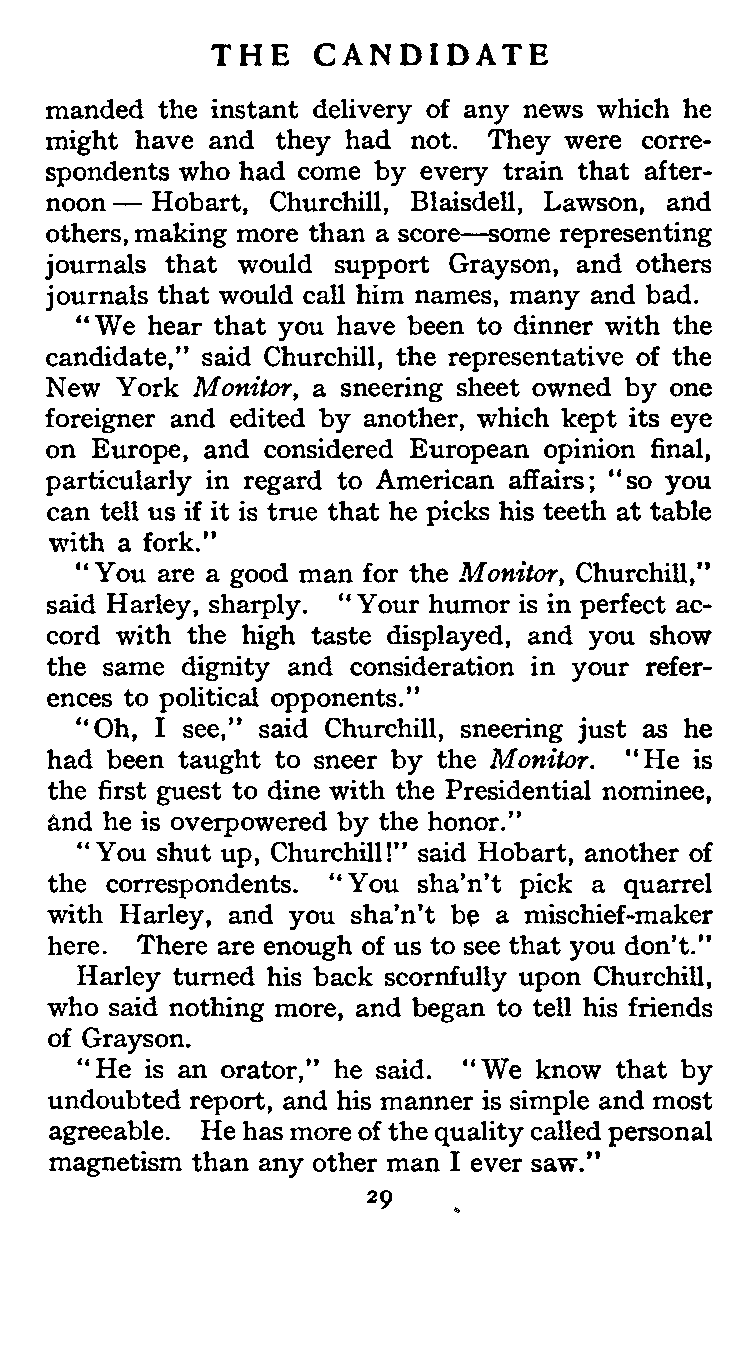 THE CANDIDATE
manded the instant delivery of any news which he
might have and they had not. They were corre-
spondents who had come by every train that after-
noon — Hobart, Churchill, Blaisdell, Lawson, and
others, making more than a score—some representing
journals that would support Grayson, and others
journals that would call him names, many and bad.
"We hear that you have been to dinner with the
candidate," said Churchill, the representative of the
New York Monitor, a sneering sheet owned by one
foreigner and edited by another, which kept its eye
on Europe, and considered European opinion final,
particularly in regard to American affairs; "so you
can tell us if it is true that he picks his teeth at table
with a fork."
"You are a good man for the Monitor, Churchill,"
said Harley, sharply. "Your humor is in perfect ac-
cord with the high taste displayed, and you show
the same dignity and consideration in your refer-
ences to political opponents."
"Oh, I see," said Churchill, sneering just as he
had been taught to sneer by the Monitor. "He is
the first guest to dine with the Presidential nominee,
and he is overpowered by the honor."
"You shut up, Churchill!" said Hobart, another of
the correspondents. "You sha'n't pick a quarrel
with Harley, and you sha'n't be a mischief-maker
here. There are enough of us to see that you don't."
Harley turned his back scornfully upon Churchill,
who said nothing more, and began to tell his friends
of Grayson.
"He is an orator," he said. "We know that by
undoubted report, and his manner is simple and most
agreeable. He has more of the quality called personal
magnetism than any other man I ever saw."
29